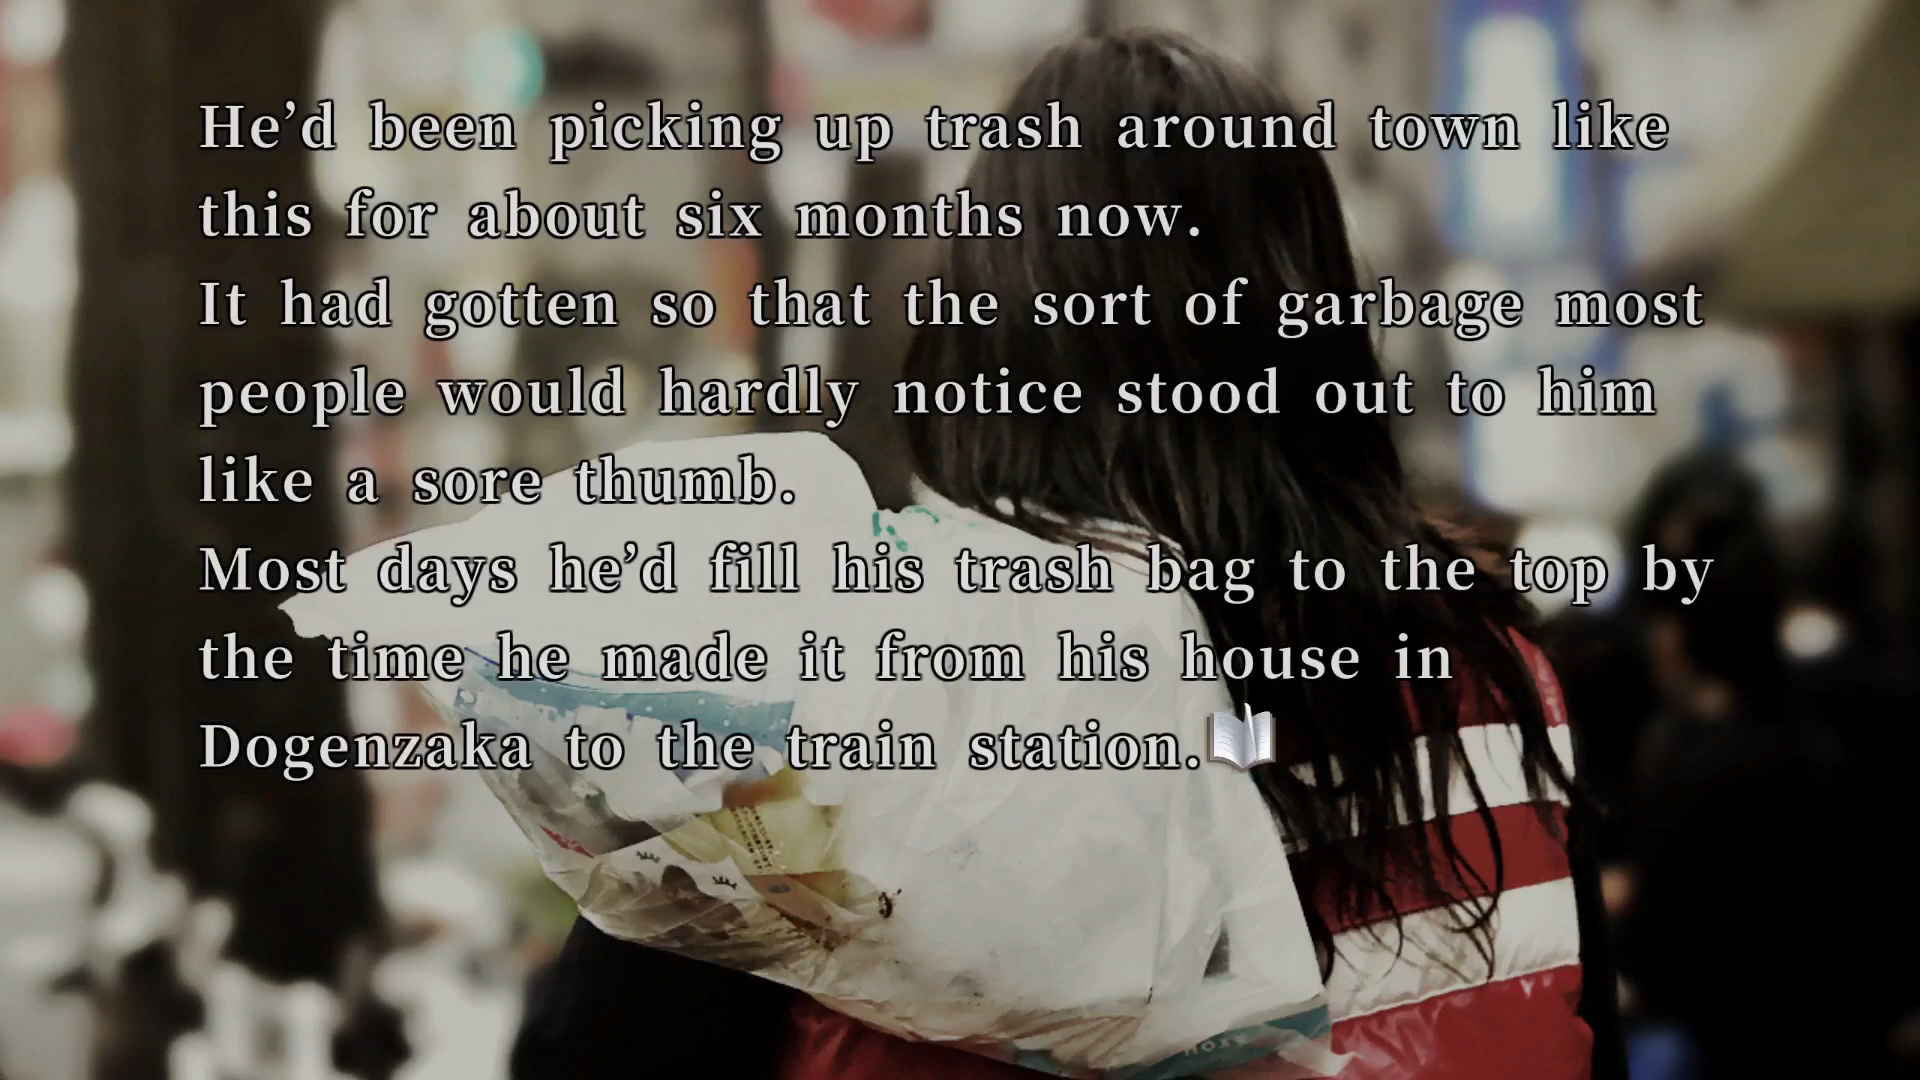 He’d been picking up trash around town like
this for about six months now.
It had gotten so that the sort of garbage most
people would hardly notice stood out to him
like a sore thumb.
Most days he’d fill his trash bag to the top by
the time he made it from his house in
Dogenzaka to the train station.